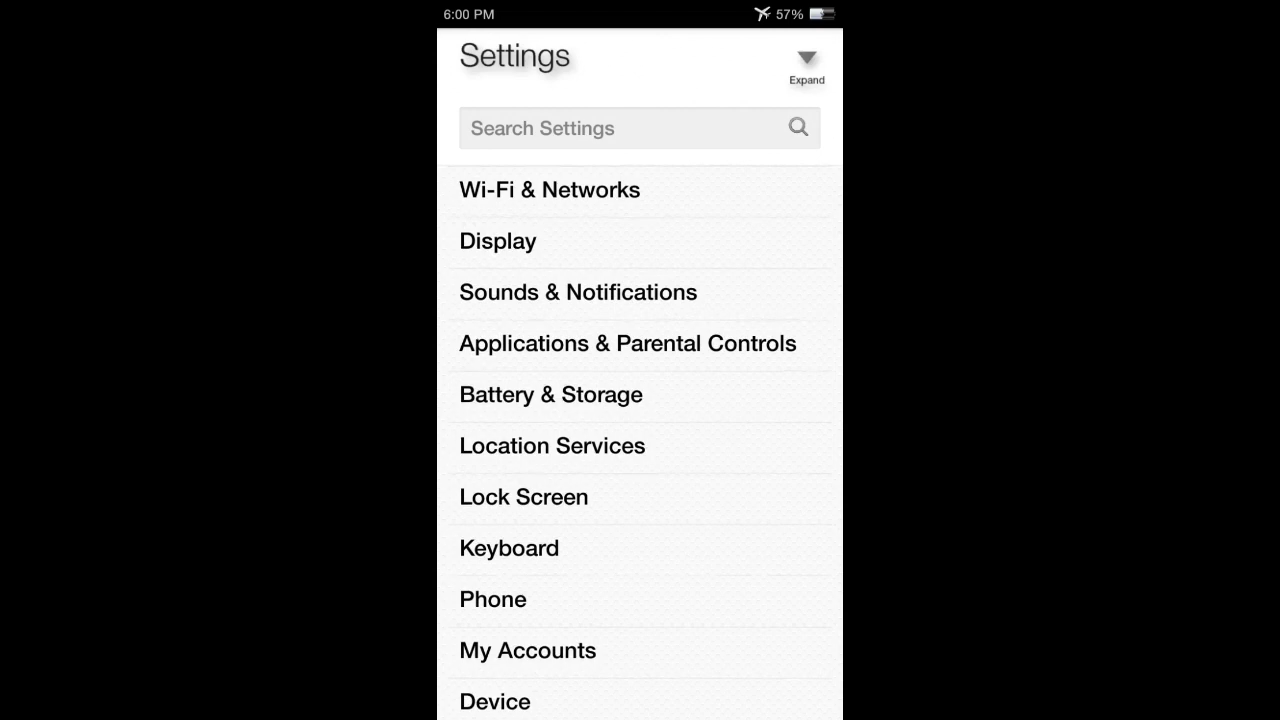 6:00 PM 57%
Settings
Expand
Search Settings
Wi-Fi & Networks
Display
Sounds & Notifications
Applications & Parental Controls
Battery & Storage
Location Services
Lock Screen
Keyboard
Phone
My Accounts
Device